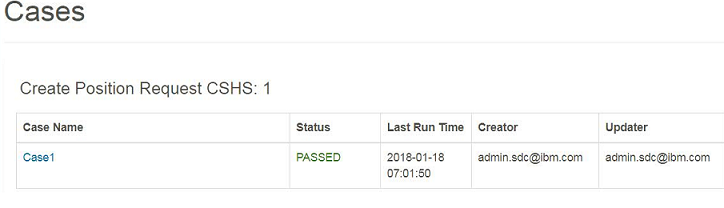 Cases
Create Position Request CSHS: 1
Case Name Status Last Run Time Creator Updater
Case1 PASSED 2018-01-18 admin.sdc@ibm.com admin.sdc@ibm.com
07:01:50